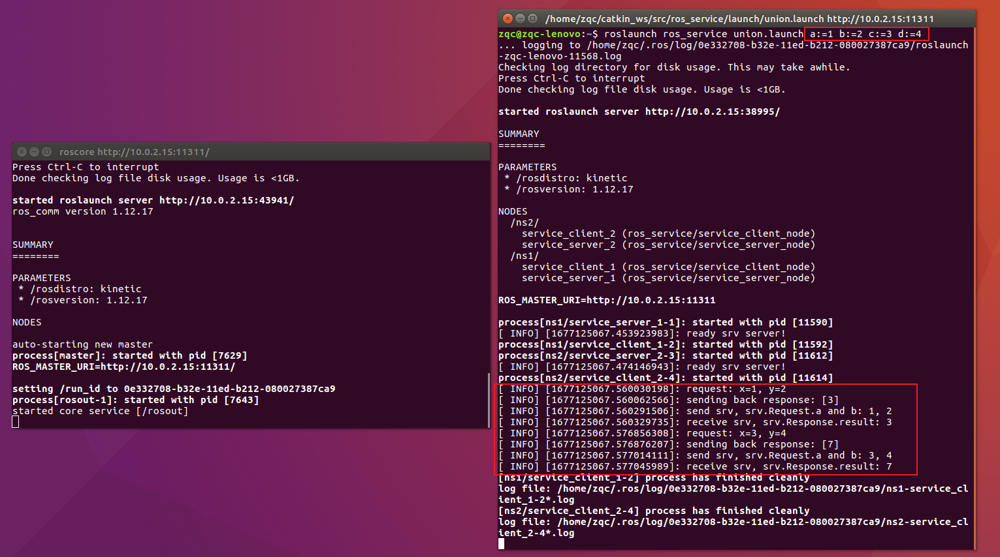 roscore http://10.0.2.15:11311/
Press Ctrl-C to interrupt
Done checking log file disk usage. Usage is <1GB.
started roslaunch server http://10.0.2.15:43941/
ros_comm version 1.12.17
SUMMARY
========
PARAMETERS
 * /rosdistro: kinetic
 * /rosversion: 1.12.17
NODES
auto-starting new master
process[master]: started with pid [7629]
ROS_MASTER_URI=http://10.0.2.15:11311/
setting /run_id to 0e332708-b32e-11ed-b212-080027387ca9
process[rosout-1]: started with pid [7643]
started core service [/rosout]
/home/zqc/catkin_ws/src/ros_service/launch/union.launch http://10.0.2.15:11311
zqc@zqc-lenovo:~$ roslaunch ros_service union.launch a:=1 b:=2 c:=3 d:=4
... logging to /home/zqc/.ros/log/0e332708-b32e-11ed-b212-080027387ca9/roslaunch
-zqc-lenovo-11568.log
Checking log directory for disk usage. This may take awhile.
Press Ctrl-C to interrupt
Done checking log file disk usage. Usage is <1GB.
started roslaunch server http://10.0.2.15:38995/
SUMMARY
========
PARAMETERS
 * /rosdistro: kinetic
 * /rosversion: 1.12.17
NODES
  /ns2/
    service_client_2 (ros_service/service_client_node)
    service_server_2 (ros_service/service_server_node)
  /ns1/
    service_client_1 (ros_service/service_client_node)
    service_server_1 (ros_service/service_server_node)
ROS_MASTER_URI=http://10.0.2.15:11311
process[ns1/service_server_1-1]: started with pid [11590]
[ INFO] [1677125067.453923983]: ready srv server!
process[ns1/service_client_1-2]: started with pid [11592]
process[ns2/service_server_2-3]: started with pid [11612]
[ INFO] [1677125067.474146943]: ready srv server!
process[ns2/service_client_2-4]: started with pid [11614]
[ INFO] [1677125067.560030198]: request: x=1, y=2
[ INFO] [1677125067.560062566]: sending back response: [3]
[ INFO] [1677125067.560291506]: send srv, srv.Request.a and b: 1, 2
[ INFO] [1677125067.560329735]: receive srv, srv.Response.result: 3
[ INFO] [1677125067.576856308]: request: x=3, y=4
[ INFO] [1677125067.576876207]: sending back response: [7]
[ INFO] [1677125067.577014111]: send srv, srv.Request.a and b: 3, 4
[ INFO] [1677125067.577045989]: receive srv, srv.Response.result: 7
[ns1/service_client_1-2] process has finished cleanly
log file: /home/zqc/.ros/log/0e332708-b32e-11ed-b212-080027387ca9/ns1-service_cl
ient_1-2*.log
[ns2/service_client_2-4] process has finished cleanly
log file: /home/zqc/.ros/log/0e332708-b32e-11ed-b212-080027387ca9/ns2-service_cl
ient_2-4*.log